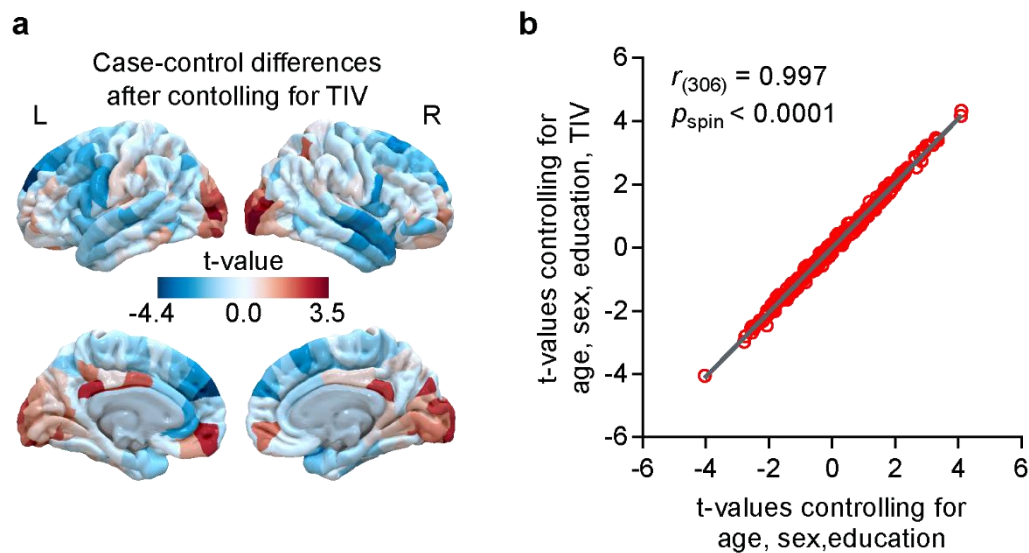 a
Case-control differences
after contolling for TIV
L
R
t-value
-4.4
0.0
3.5
b
r(306) = 0.997
pspin < 0.0001
t-values controlling for
age, sex, education, TIV
6
4
2
0
-2
-4
-6
-6
-4
-2
0
2
4
6
t-values controlling for
age, sex,education